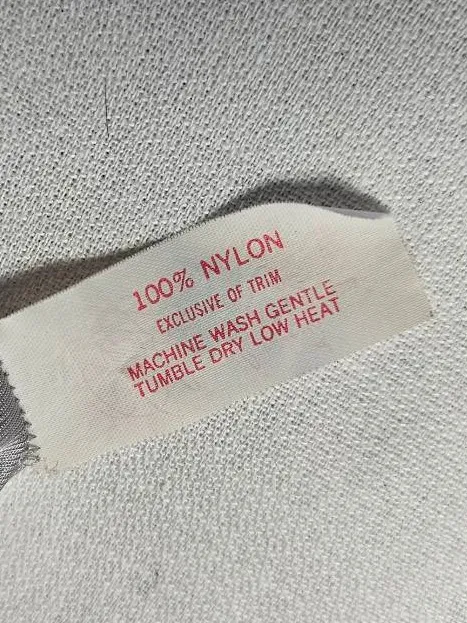 100% NYLON
EXCLUSIVE OF TRIM
MACHINE WASH GENTLE
TUMBLE DRY LOW HEAT